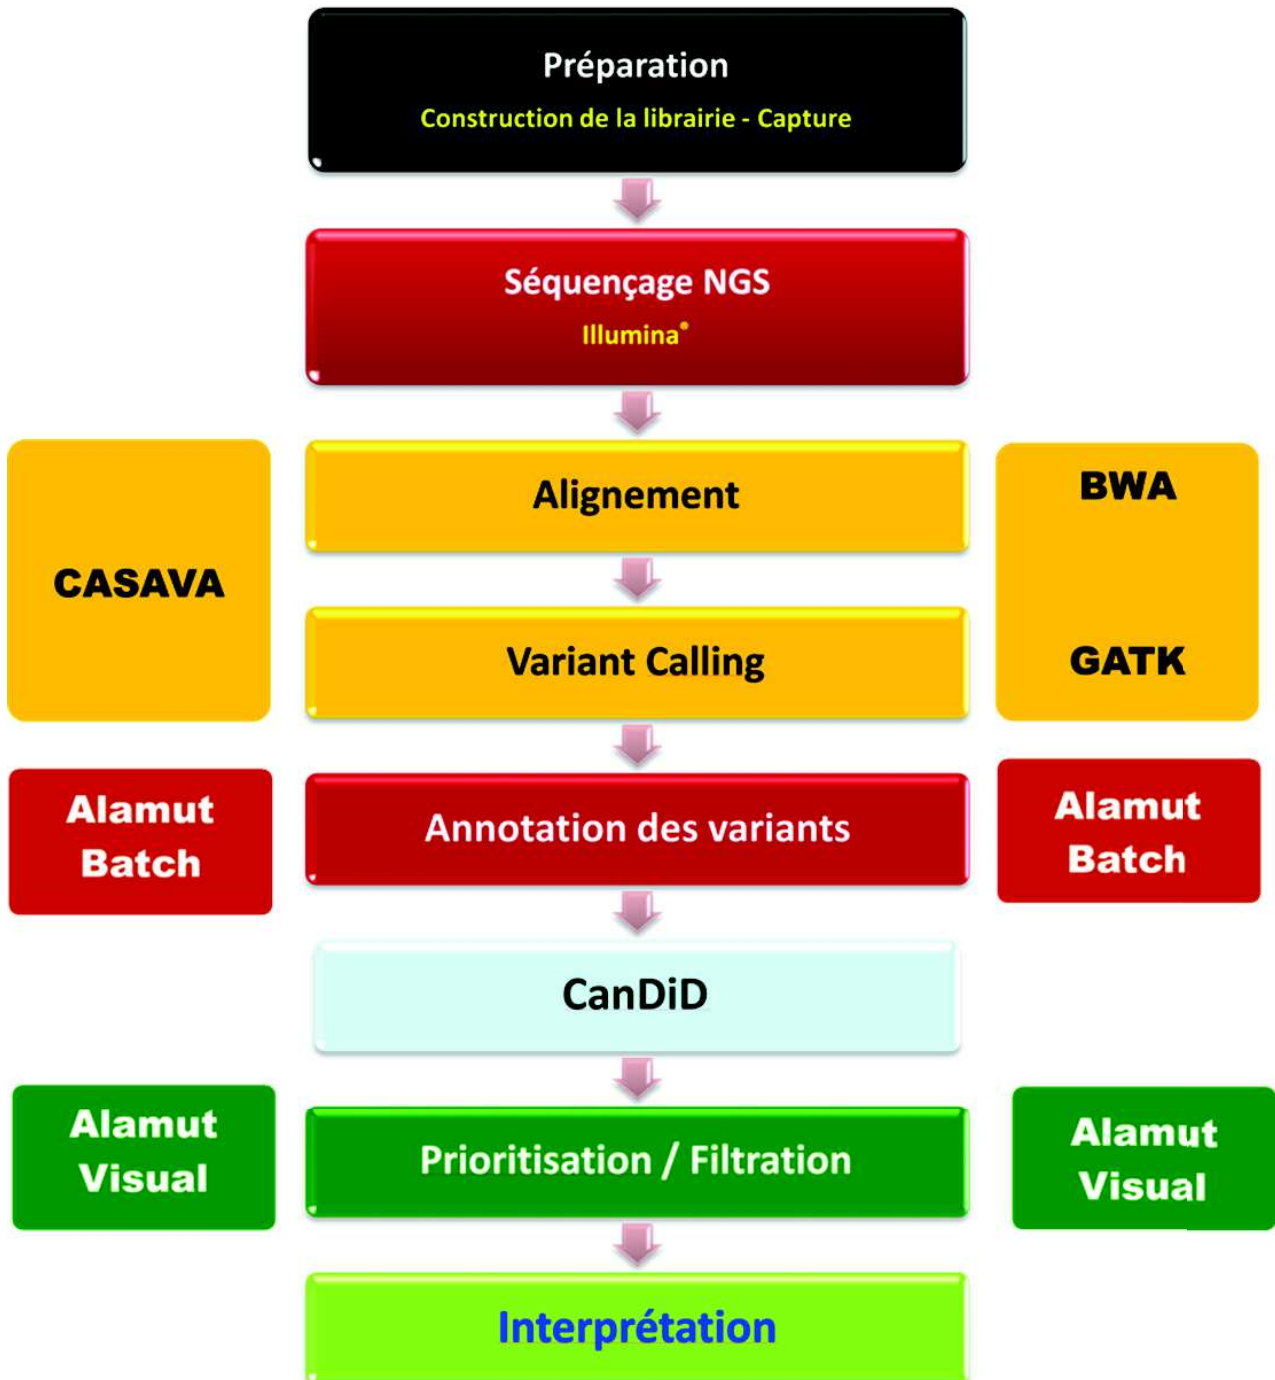 Préparation
Construction de la librairie - Capture
Séquençage NGS
Illumina®
Alignement
BWA
CASAVA
Variant Calling
GATK
Alamut
Batch
Annotation des variants
Alamut
Batch
CanDiD
Alamut
Visual
Prioritisation / Filtration
Alamut
Visual
Interprétation